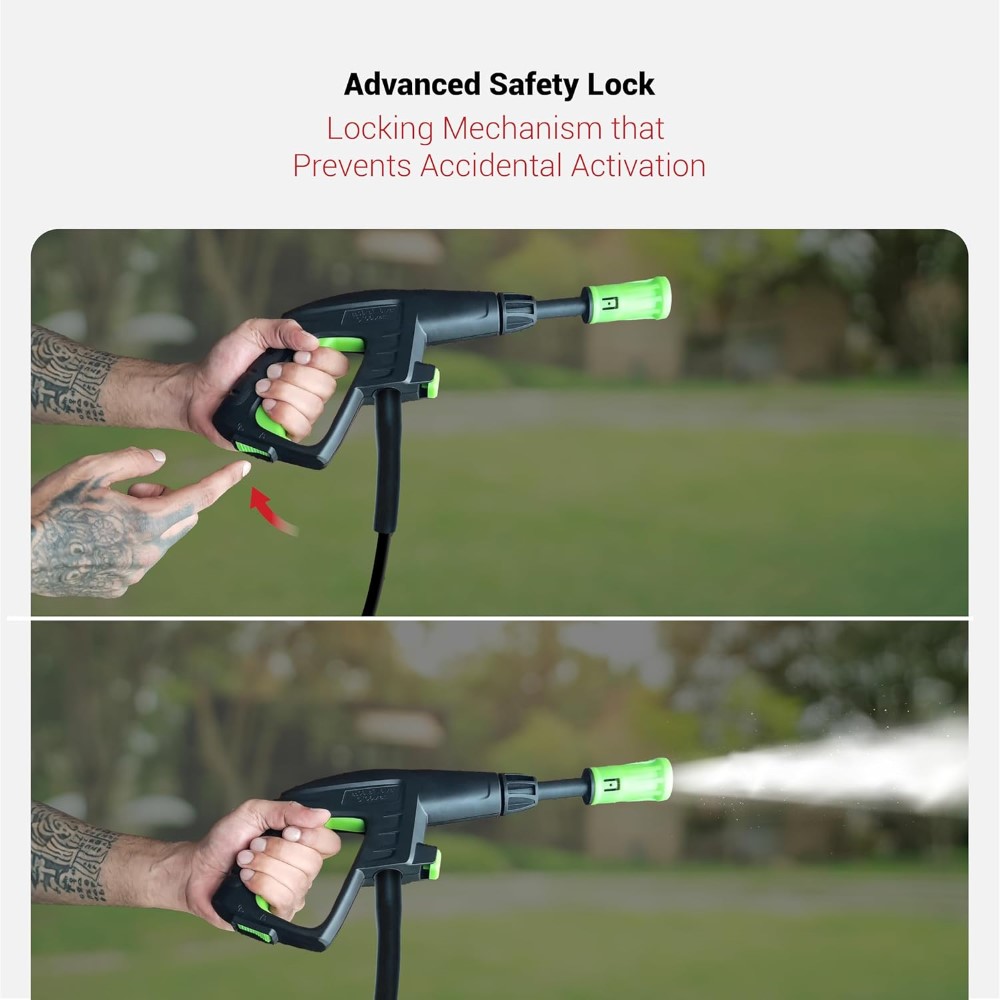 Advanced Safety Lock
Locking Mechanism that
Prevents Accidental Activation